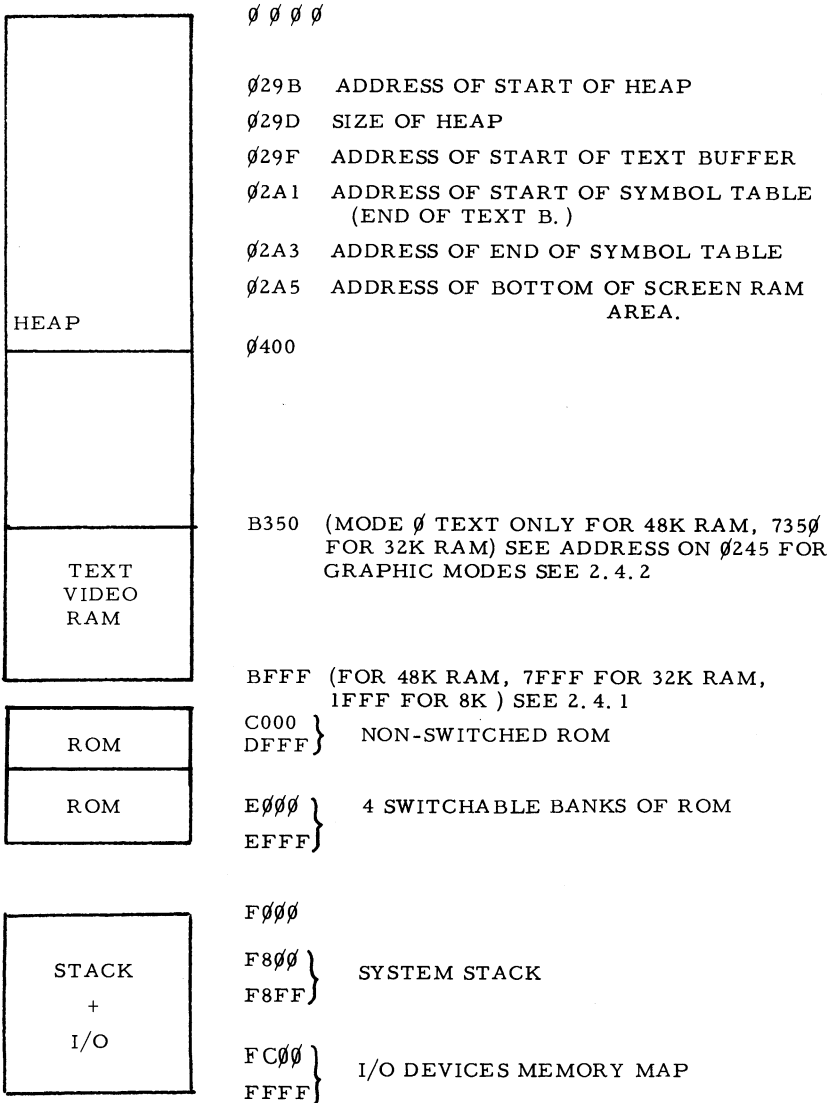 øøøø
ø29B ADDRESS OF START OF HEAP
ø29D SIZE OF HEAP
ø29F ADDRESS OF START OF TEXT BUFFER
ø2A1 ADDRESS OF START OF SYMBOL TABLE
(END OF TEXT B.)
ø2A3 ADDRESS OF END OF SYMBOL TABLE
ø2A5 ADDRESS OF BOTTOM OF SCREEN RAM
AREA.
HEAP
ø400
B350 (MODE ø TEXT ONLY FOR 48K RAM, 735ø
FOR 32K RAM) SEE ADDRESS ON ø245 FOR
GRAPHIC MODES SEE 2.4.2
TEXT
VIDEO
RAM
BFFF (FOR 48K RAM, 7FFF FOR 32K RAM,
1FFF FOR 8K ) SEE 2.4.1
ROM
C000
DFFF
NON-SWITCHED ROM
ROM
Eøøø
EFFF
4 SWITCHABLE BANKS OF ROM
Føøø
STACK
+
I/O
F8øø
F8FF
SYSTEM STACK
FCøø
FFFF
I/O DEVICES MEMORY MAP